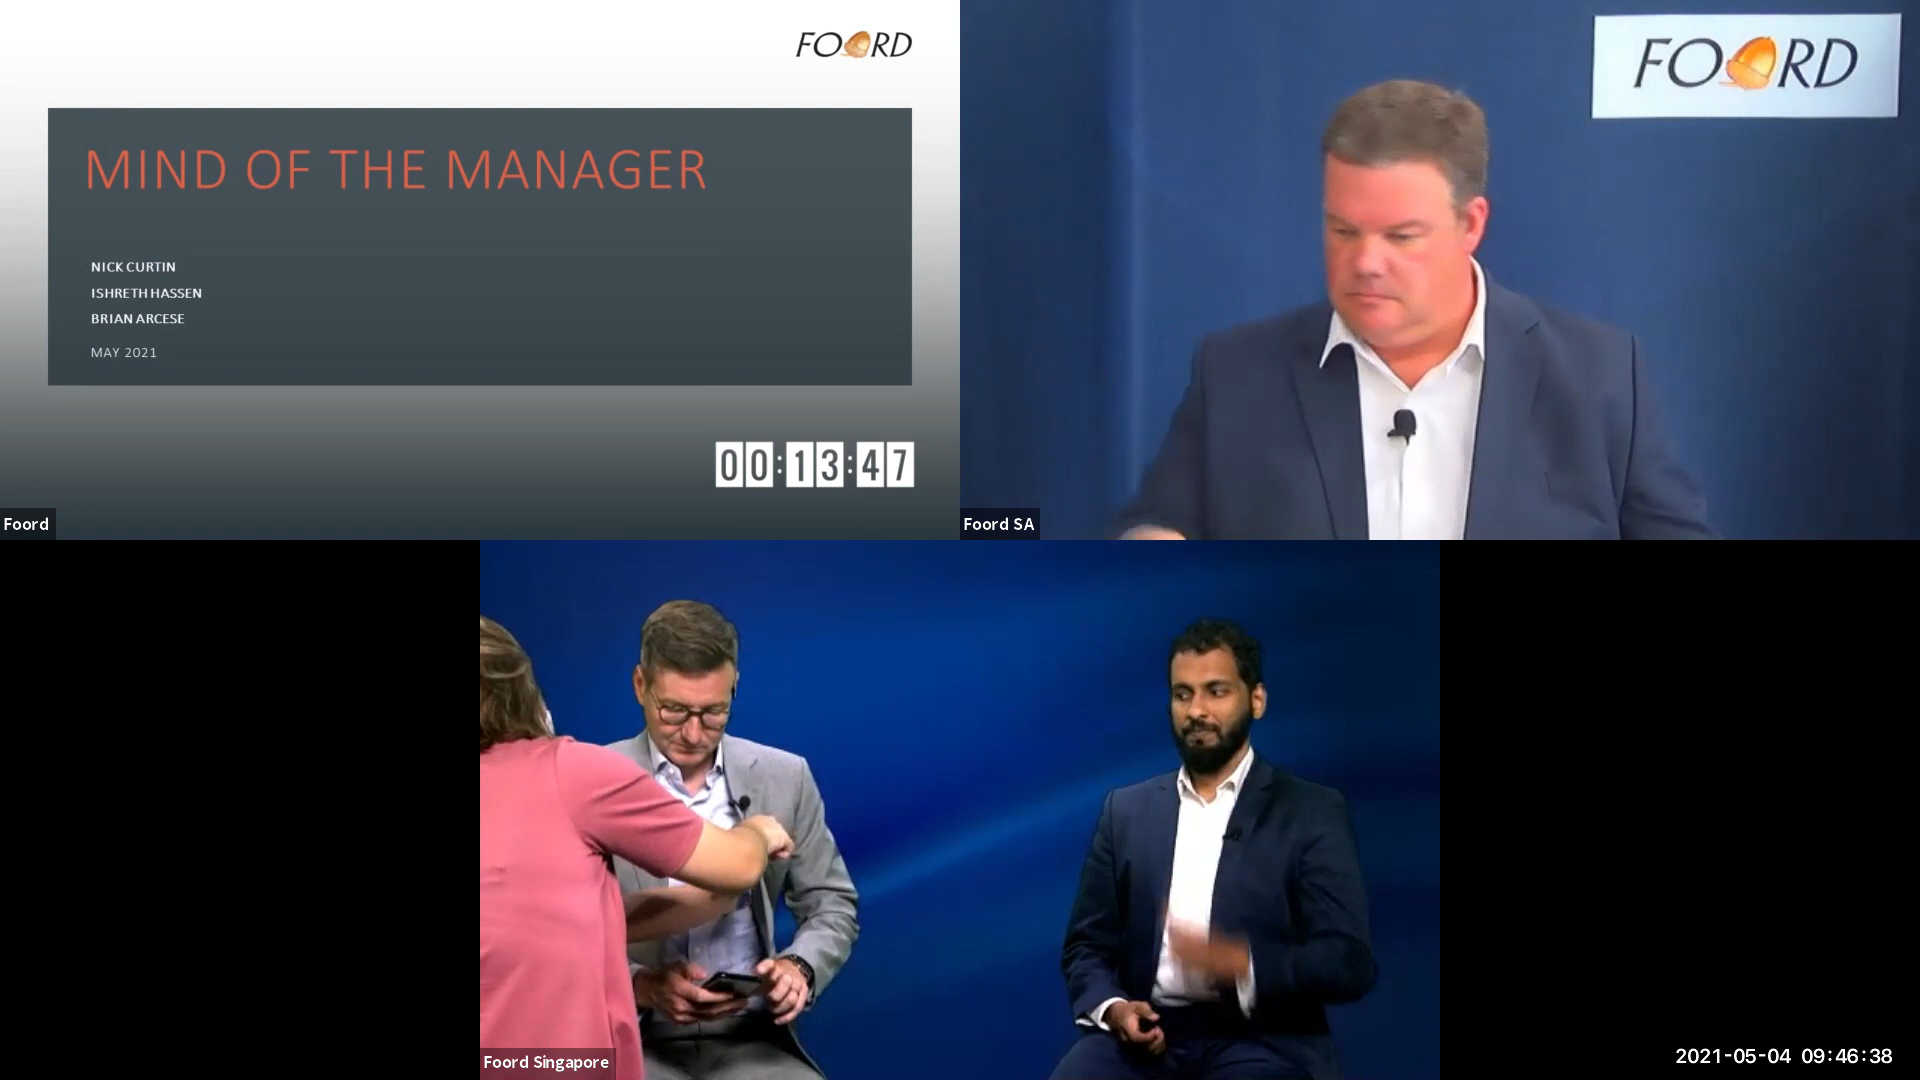 FOORD
MIND OF THE MANAGER
NICK CURTIN
ISHRETH HASSEN
BRIAN ARCESE
MAY 2021
00:13:47
Foord
FOORD
Foord SA
Foord Singapore
2021-05-04 09:46:38